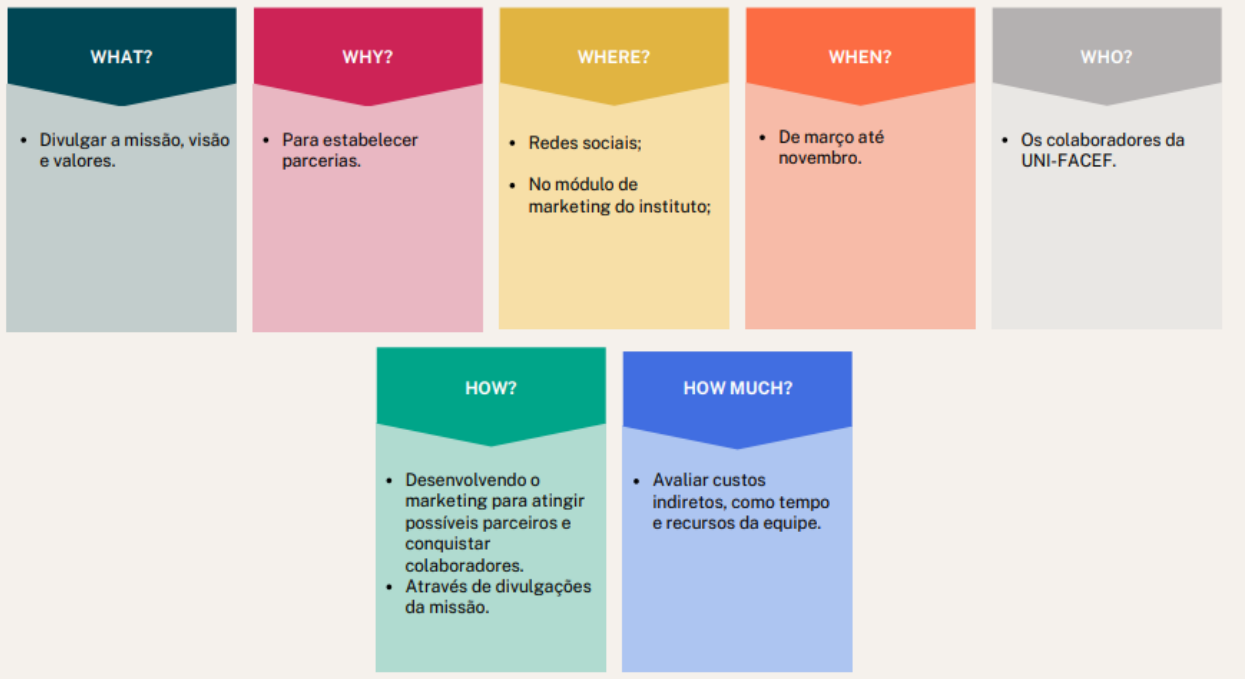 WHAT?
• Divulgar a missão, visão
e valores.
WHY?
• Para estabelecer
parcerias.
WHERE?
• Redes sociais;
• No módulo de
marketing do instituto;
WHEN?
• De março até
novembro.
WHO?
• Os colaboradores da
UNI-FACEF.
HOW?
• Desenvolvendo o
marketing para atingir
possíveis parceiros e
conquistar
colaboradores.
• Através de divulgações
da missão.
HOW MUCH?
• Avaliar custos
indiretos, como tempo
e recursos da equipe.